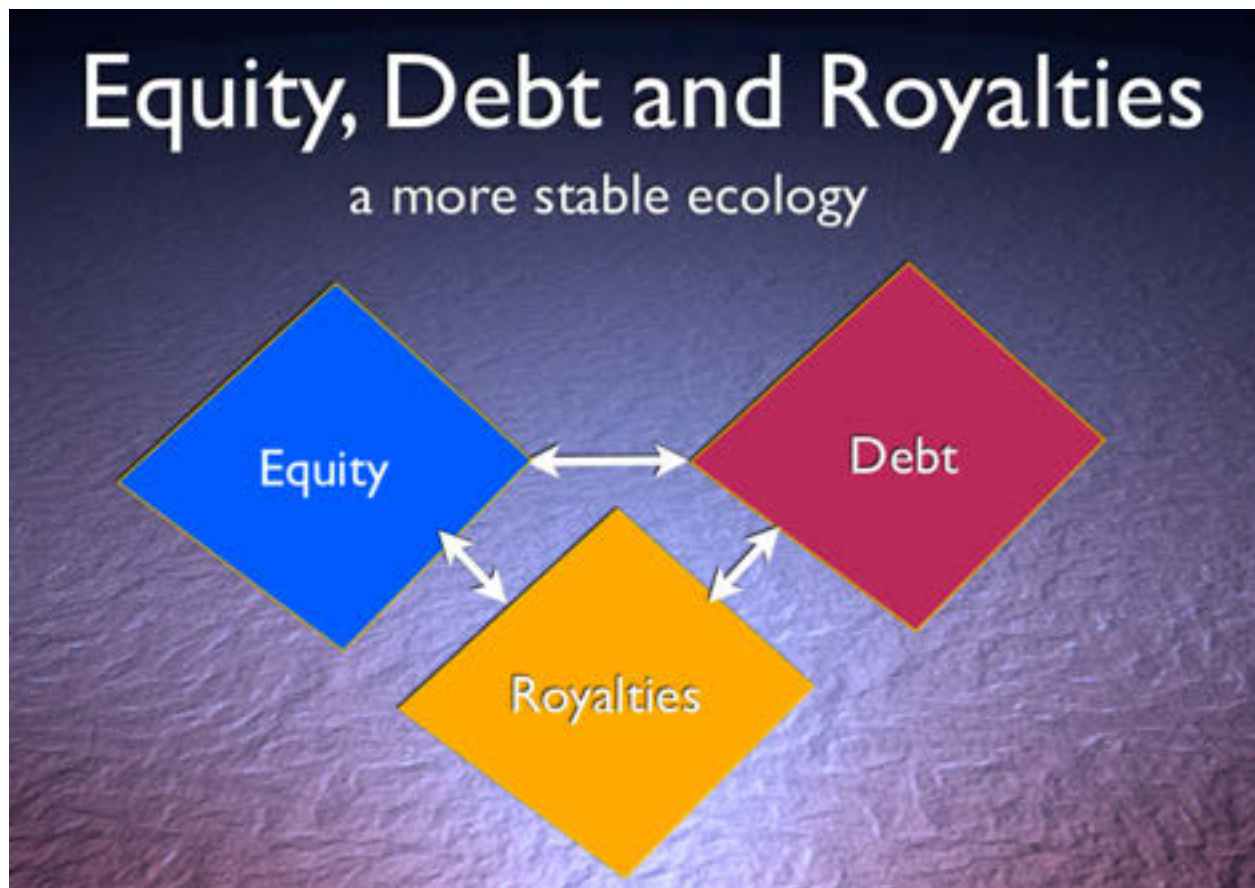 Equity, Debt and Royalties
a more stable ecology
Equity
Debt
Royalties